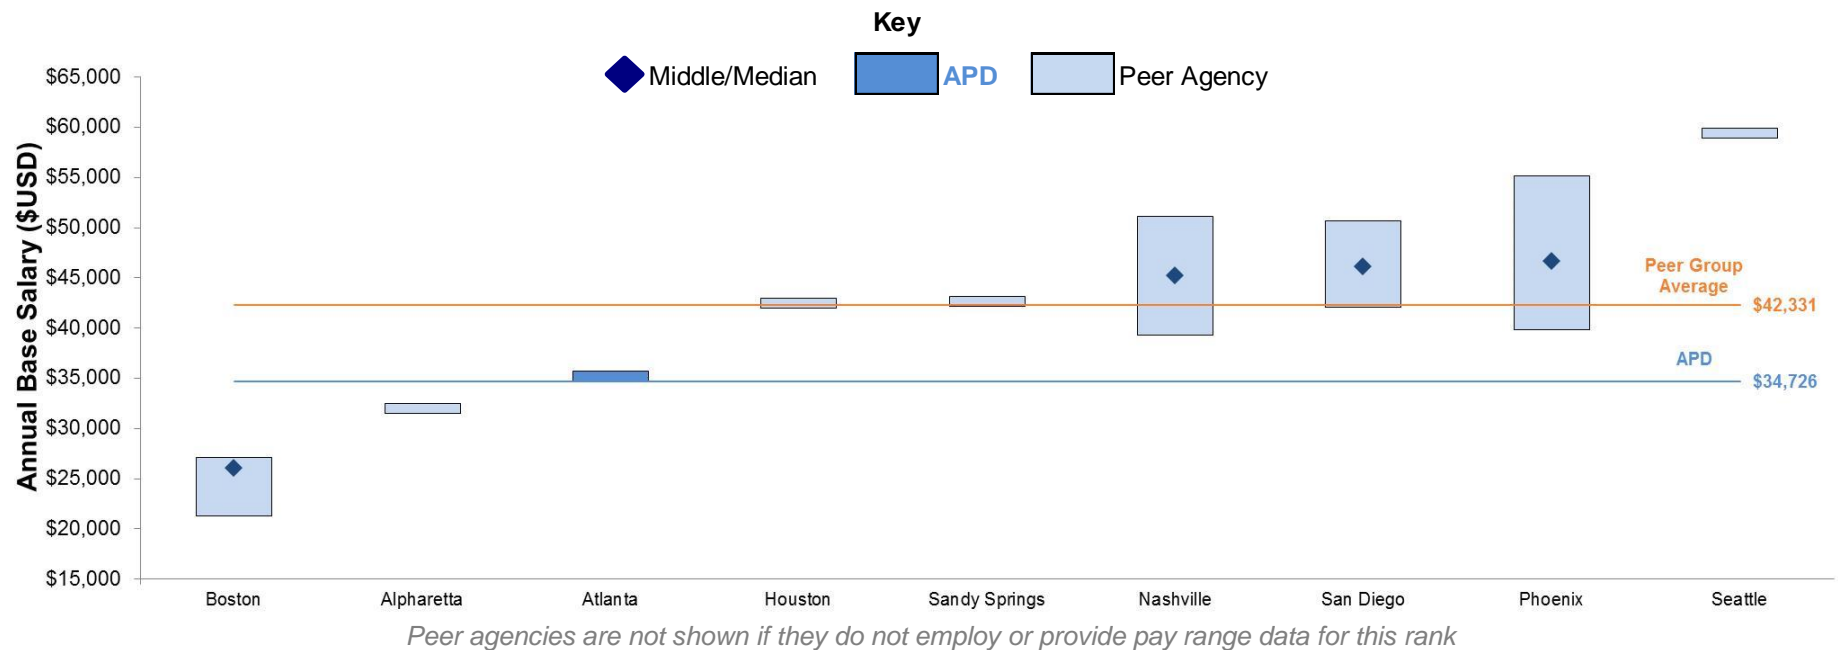 Key
Middle/Median
APD
Peer Agency
Annual Base Salary ($USD)
$65,000
$60,000
$55,000
$50,000
$45,000
$40,000
$35,000
$30,000
$25,000
$20,000
$15,000
Peer Group
Average
$42,331
APD
$34,726
Boston
Alpharetta
Atlanta
Houston
Sandy Springs
Nashville
San Diego
Phoenix
Seattle
Peer agencies are not shown if they do not employ or provide pay range data for this rank